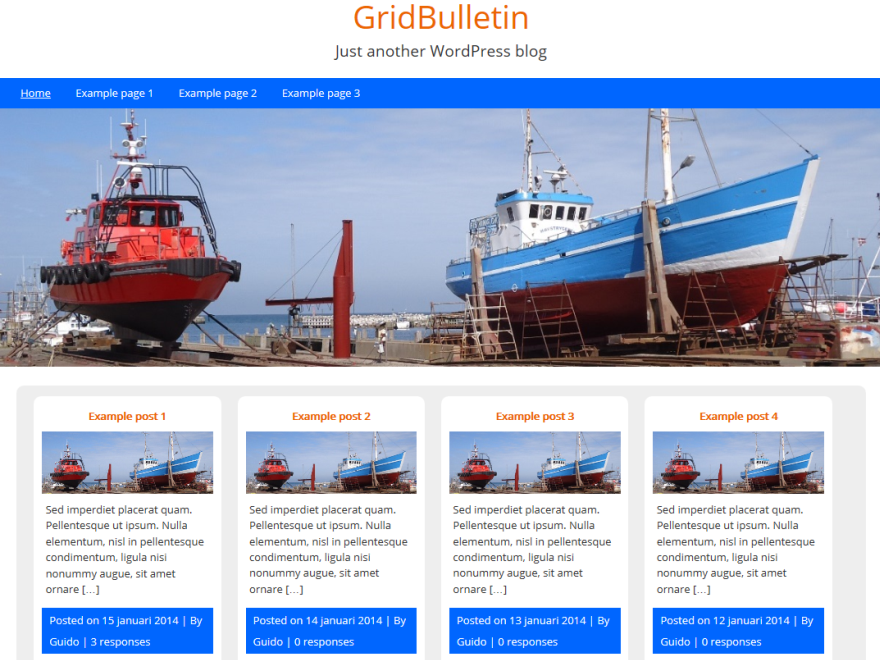 GridBulletin
Just another WordPress blog
Home Example page 1 Example page 2 Example page 3
Example post 1
Sed imperdiet placerat quam.
Pellentesque ut ipsum. Nulla
elementum, nisl in pellentesque
condimentum, ligula nisi
nonummy augue, sit amet
ornare […]
Posted on 15 januari 2014 | By
Guido | 3 responses
Example post 2
Sed imperdiet placerat quam.
Pellentesque ut ipsum. Nulla
elementum, nisl in pellentesque
condimentum, ligula nisi
nonummy augue, sit amet
ornare […]
Posted on 14 januari 2014 | By
Guido | 0 responses
Example post 3
Sed imperdiet placerat quam.
Pellentesque ut ipsum. Nulla
elementum, nisl in pellentesque
condimentum, ligula nisi
nonummy augue, sit amet
ornare […]
Posted on 13 januari 2014 | By
Guido | 0 responses
Example post 4
Sed imperdiet placerat quam.
Pellentesque ut ipsum. Nulla
elementum, nisl in pellentesque
condimentum, ligula nisi
nonummy augue, sit amet
ornare […]
Posted on 12 januari 2014 | By
Guido | 0 responses